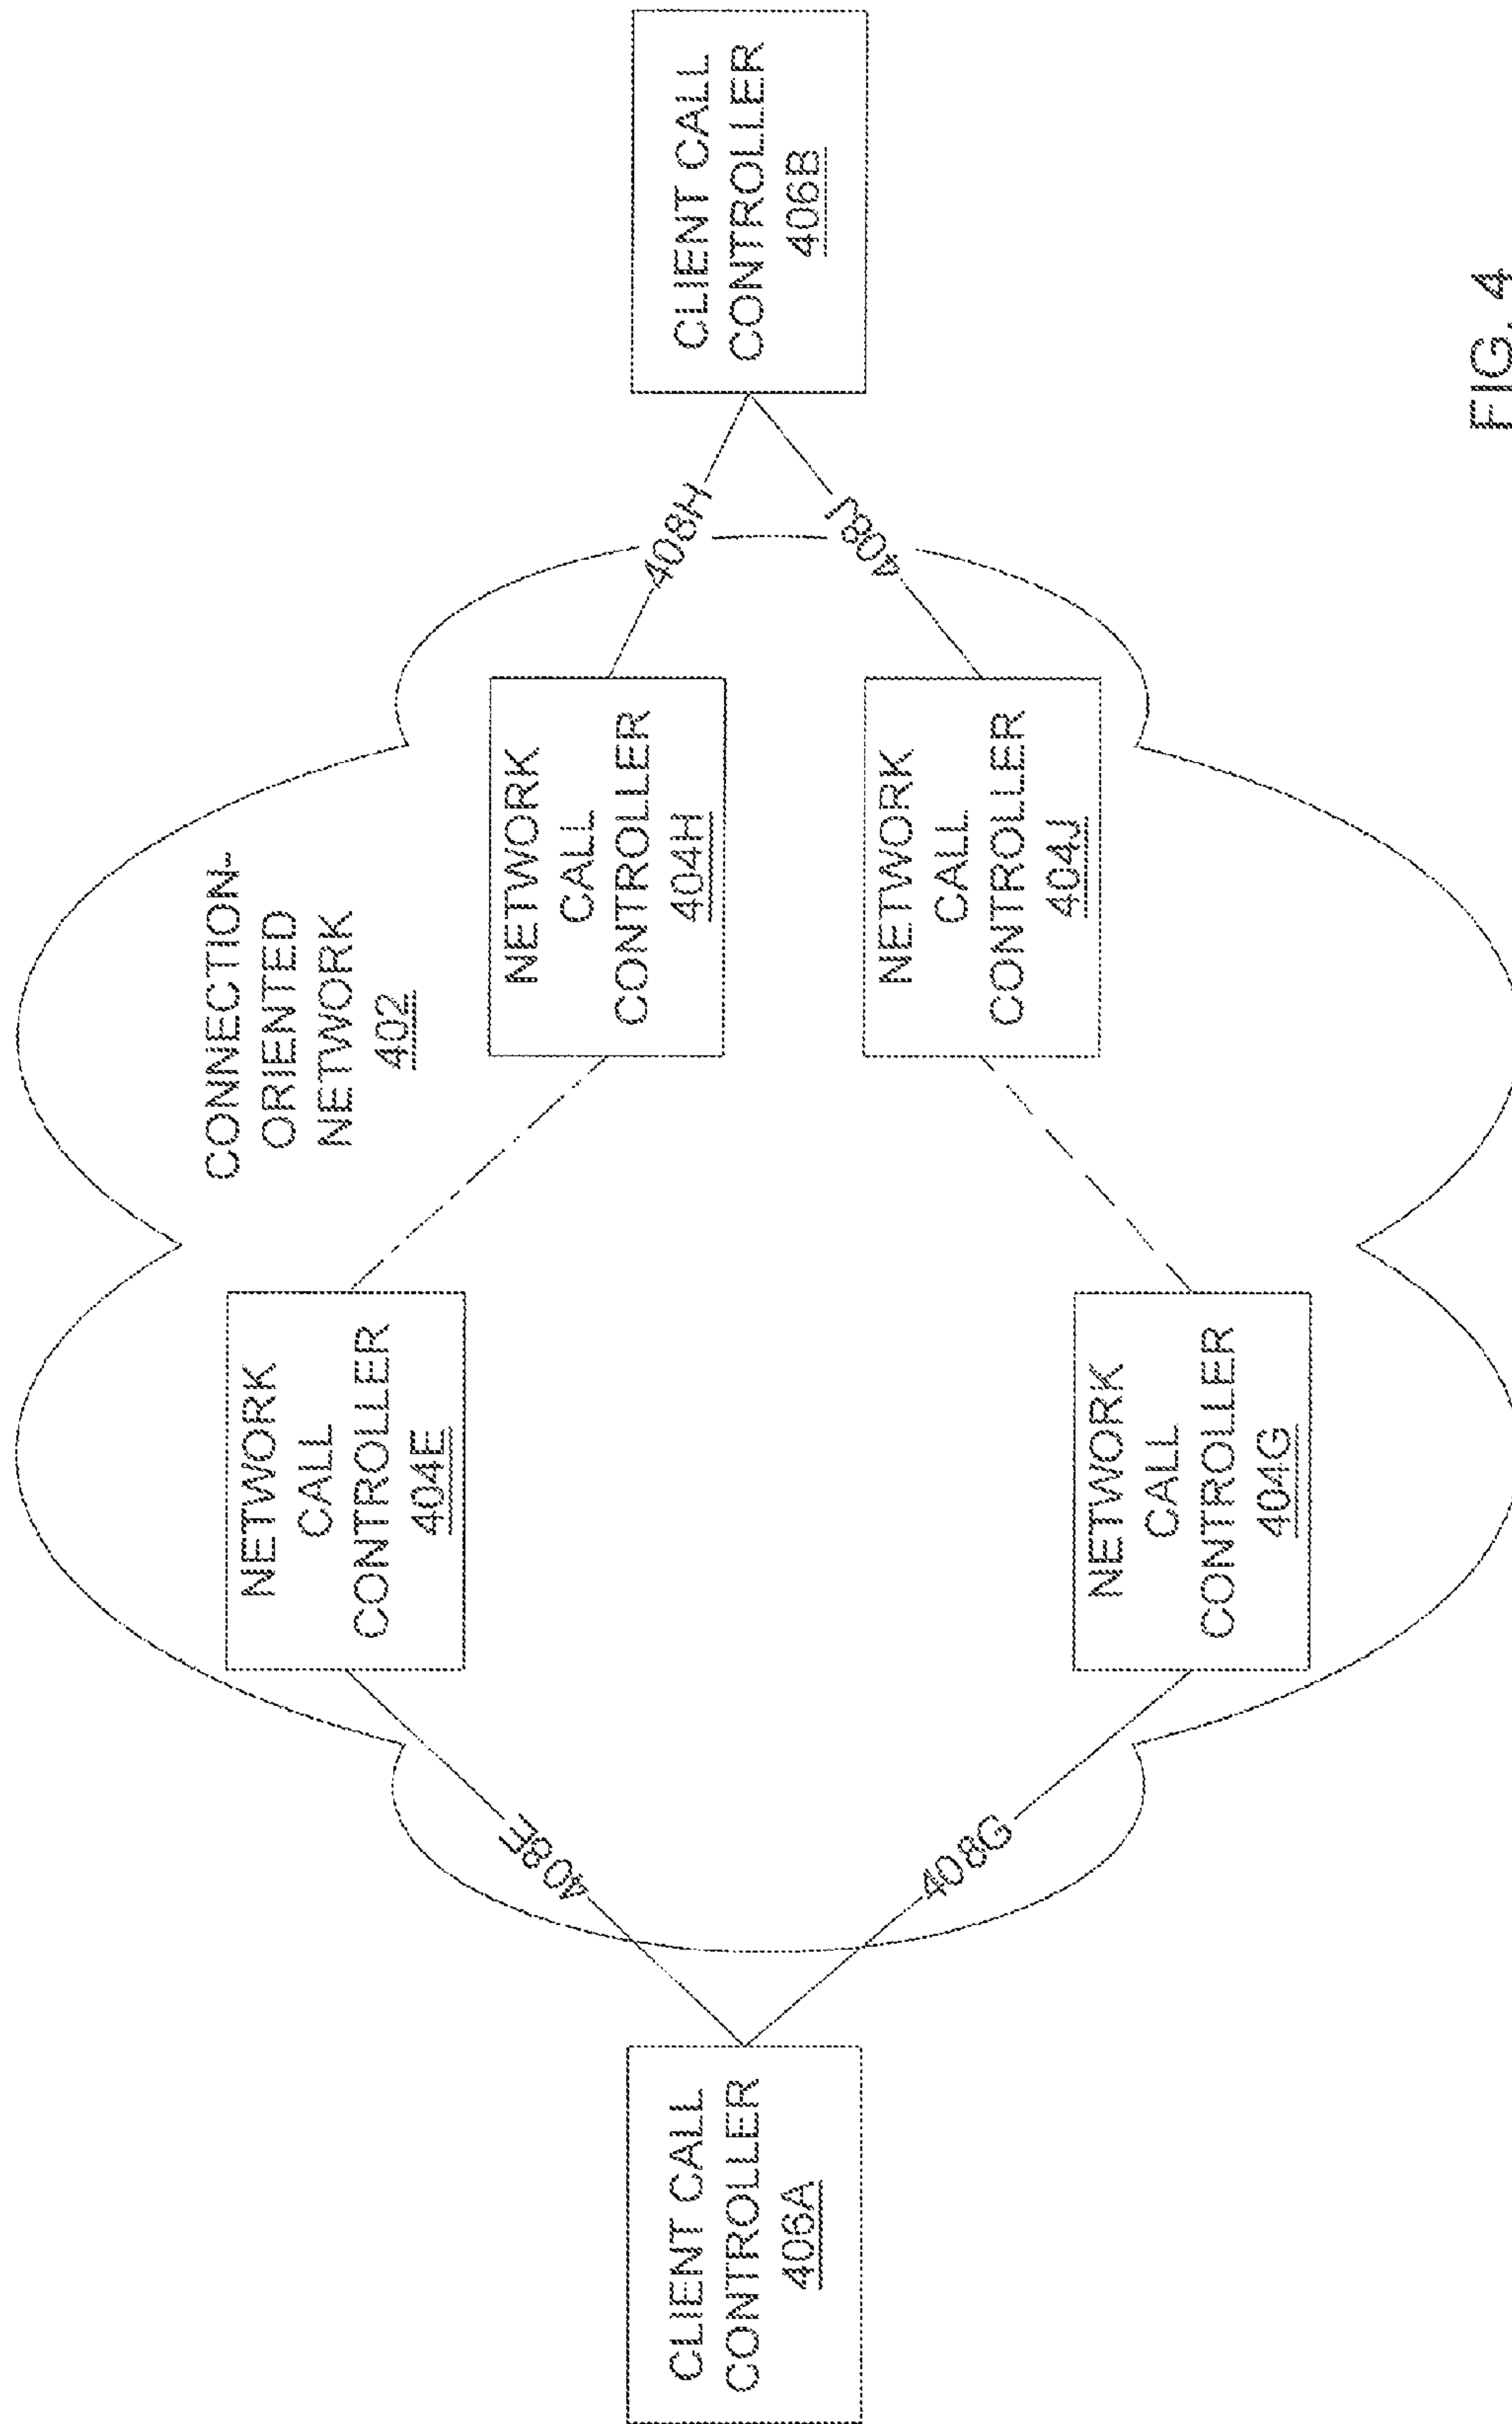 CONNECTION-
ORIENTED
NETWORK
402
NETWORK
CALL
CONTROLLER
404E
NETWORK
CALL
CONTROLLER
404H
408E
408H
CLIENT CALL
CONTROLLER
406A
CLIENT CALL
CONTROLLER
406B
408G
408J
NETWORK
CALL
CONTROLLER
404G
NETWORK
CALL
CONTROLLER
404J
FIG. 4